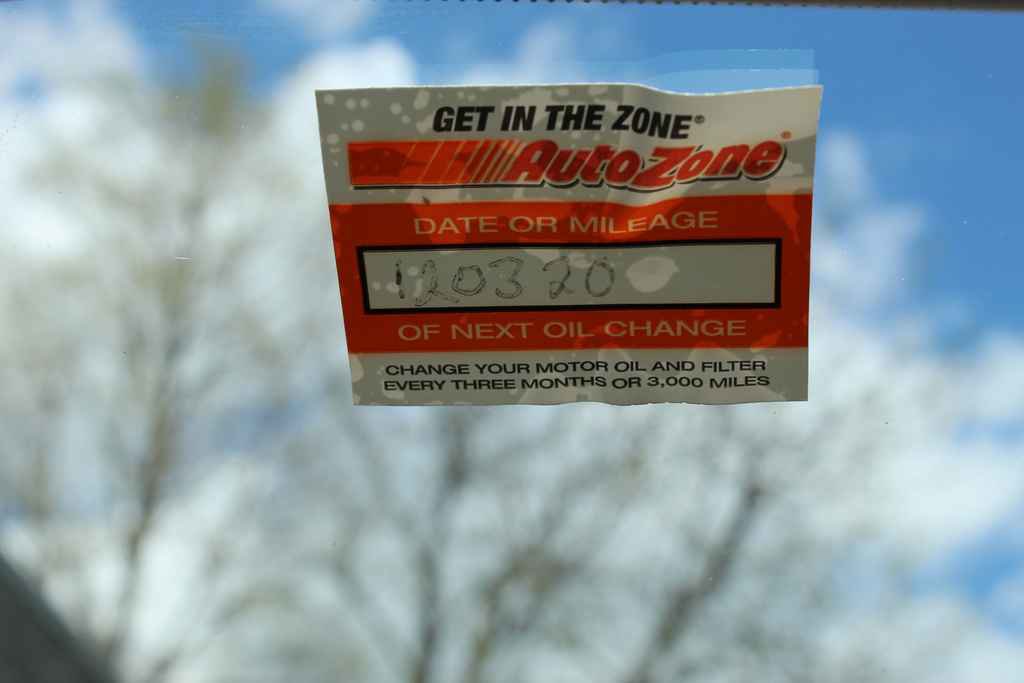 GET IN THE ZONE®
AutoZone®
DATE OR MILEAGE
120320
OF NEXT OIL CHANGE
CHANGE YOUR MOTOR OIL AND FILTER
EVERY THREE MONTHS OR 3,000 MILES